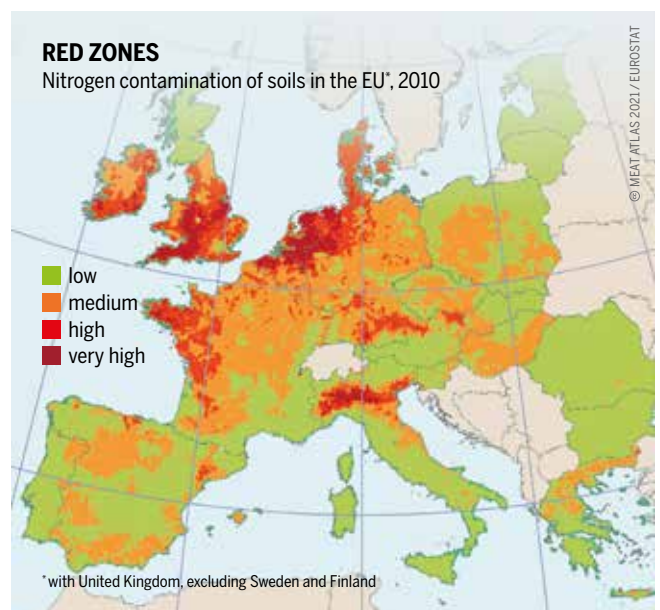 RED ZONES
Nitrogen contamination of soils in the EU*, 2010
© MEAT ATLAS 2021 / EUROSTAT
low
medium
high
very high
*with United Kingdom, excluding Sweden and Finland